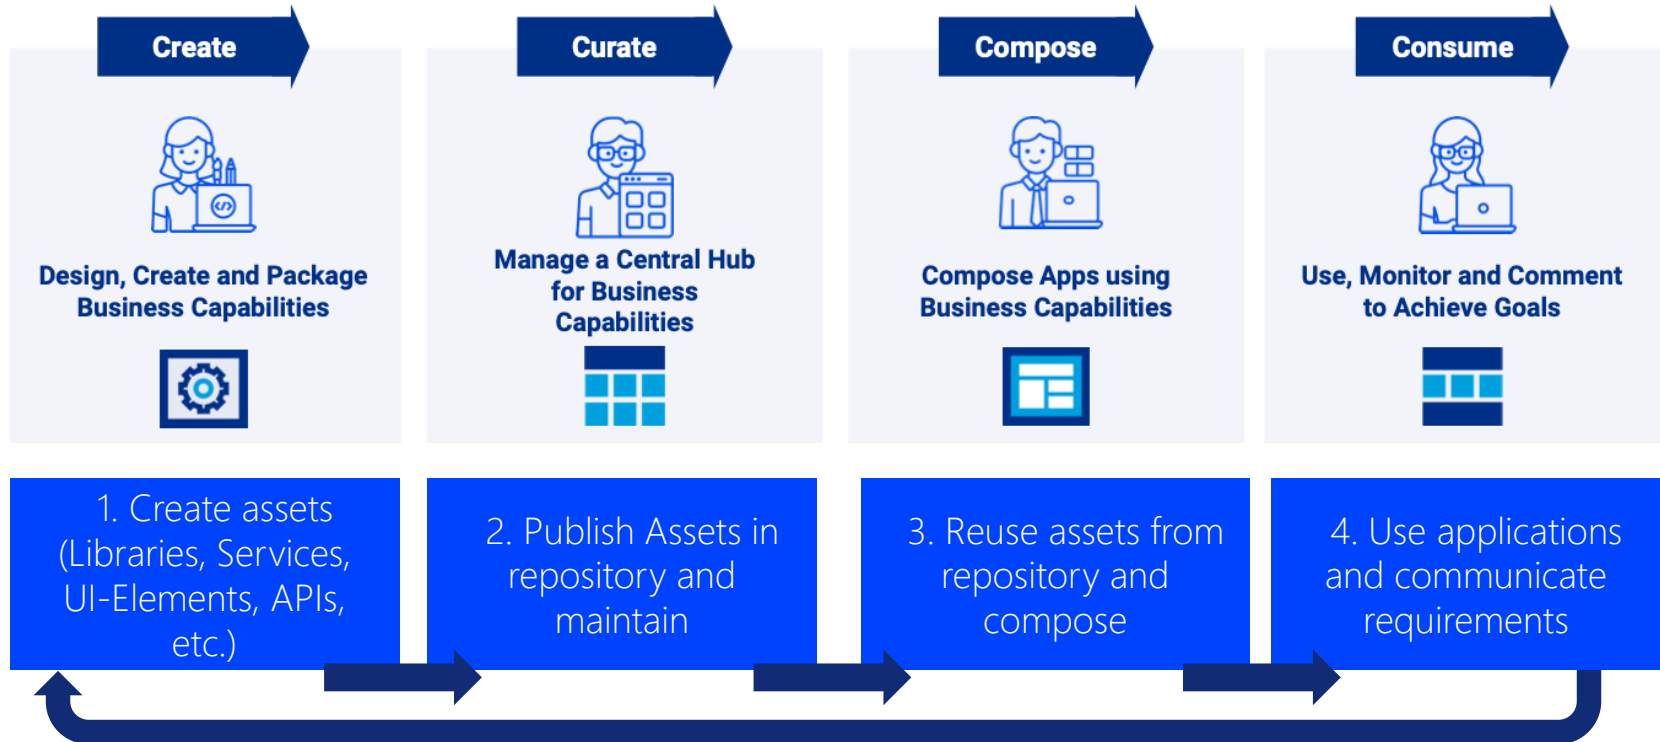 Create
Curate
Compose
Consume
Design, Create and Package
Business Capabilities
Manage a Central Hub
for Business
Capabilities
Compose Apps using
Business Capabilities
Use, Monitor and Comment
to Achieve Goals
1. Create assets
(Libraries, Services,
UI-Elements, APIs,
etc.)
2. Publish Assets in
repository and
maintain
3. Reuse assets from
repository and
compose
4. Use applications
and communicate
requirements